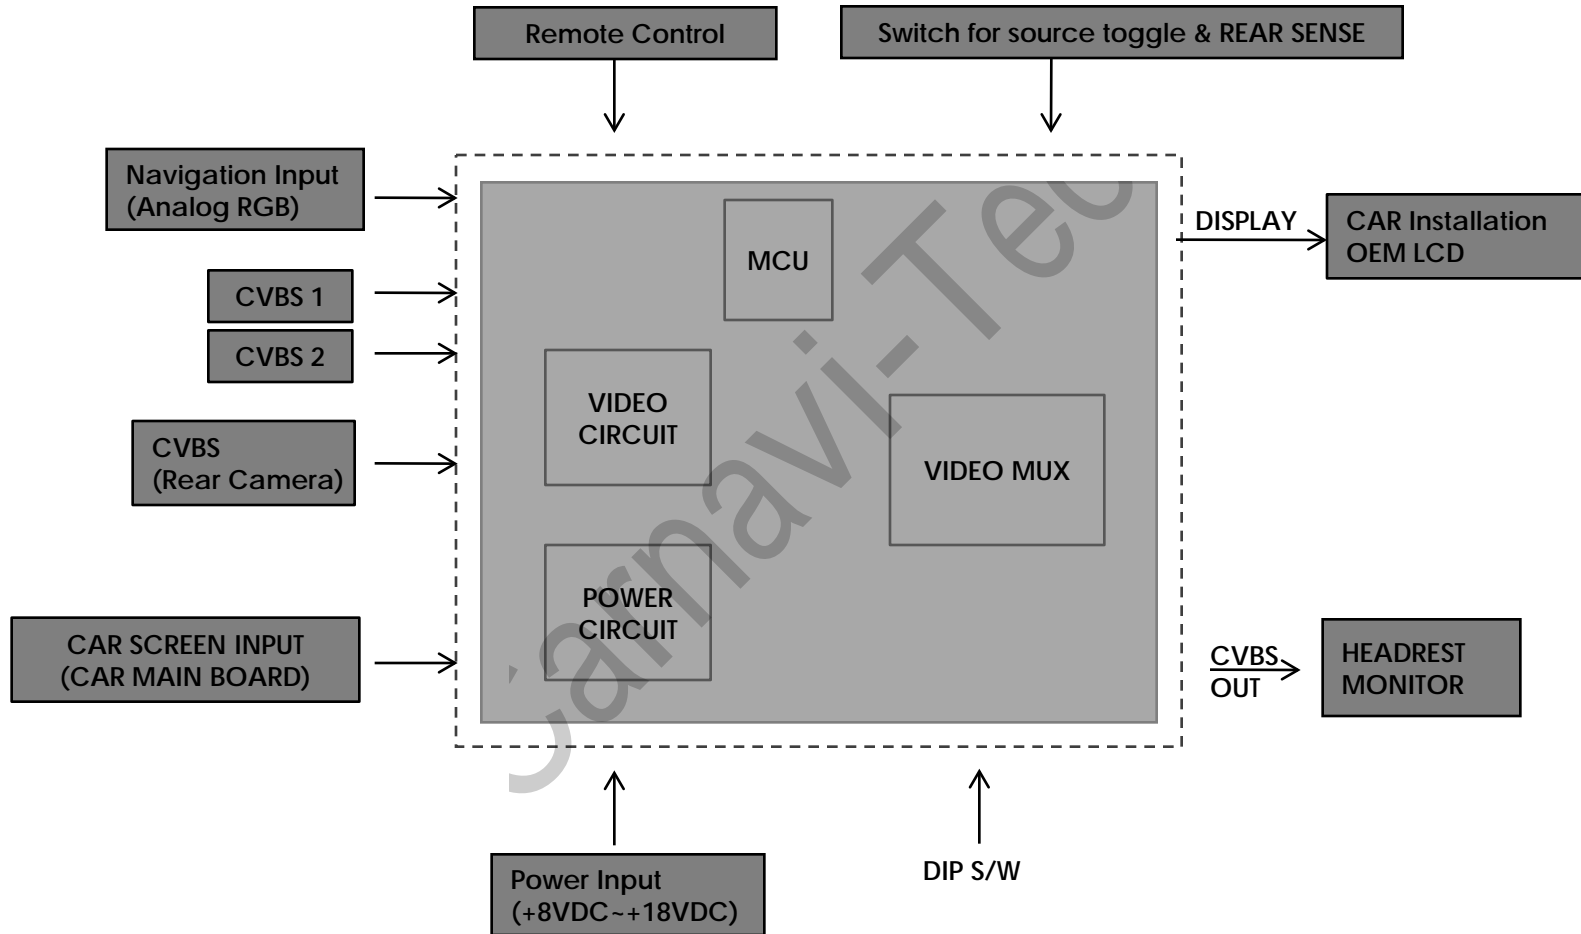 Remote Control
Switch for source toggle & REAR SENSE
Navigation Input
(Analog RGB)
CVBS 1
CVBS 2
CVBS
(Rear Camera)
CAR SCREEN INPUT
(CAR MAIN BOARD)
MCU
VIDEO
CIRCUIT
VIDEO MUX
POWER
CIRCUIT
DISPLAY
CAR Installation
OEM LCD
CVBS
OUT
HEADREST
MONITOR
Power Input
(+8VDC~+18VDC)
DIP S/W
Carnavi-Tec